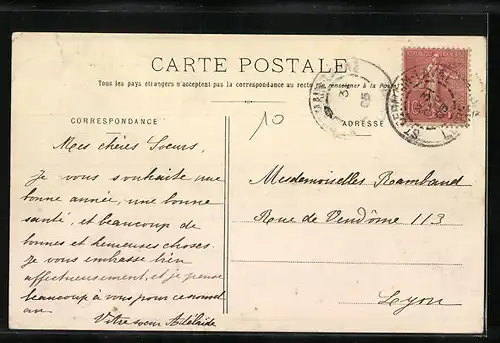 CARTE POSTALE
Tous les pays étrangers n'acceptent pas la correspondance au recto, se renseigner à la Poste
CORRESPONDANCE
ADRESSE
10
Mes chères Soeurs,
Je vous souhaite une
bonne année, une bonne
santé, et beaucoup de
bonnes et heureuses choses.
Je vous embrasse bien
affectueusement, et je pense
beaucoup à vous pour ce nouvel
an.
Votre soeur Adélaïde
Mesdemoiselles Rambaud
Rue de Vendôme 113
Lyon